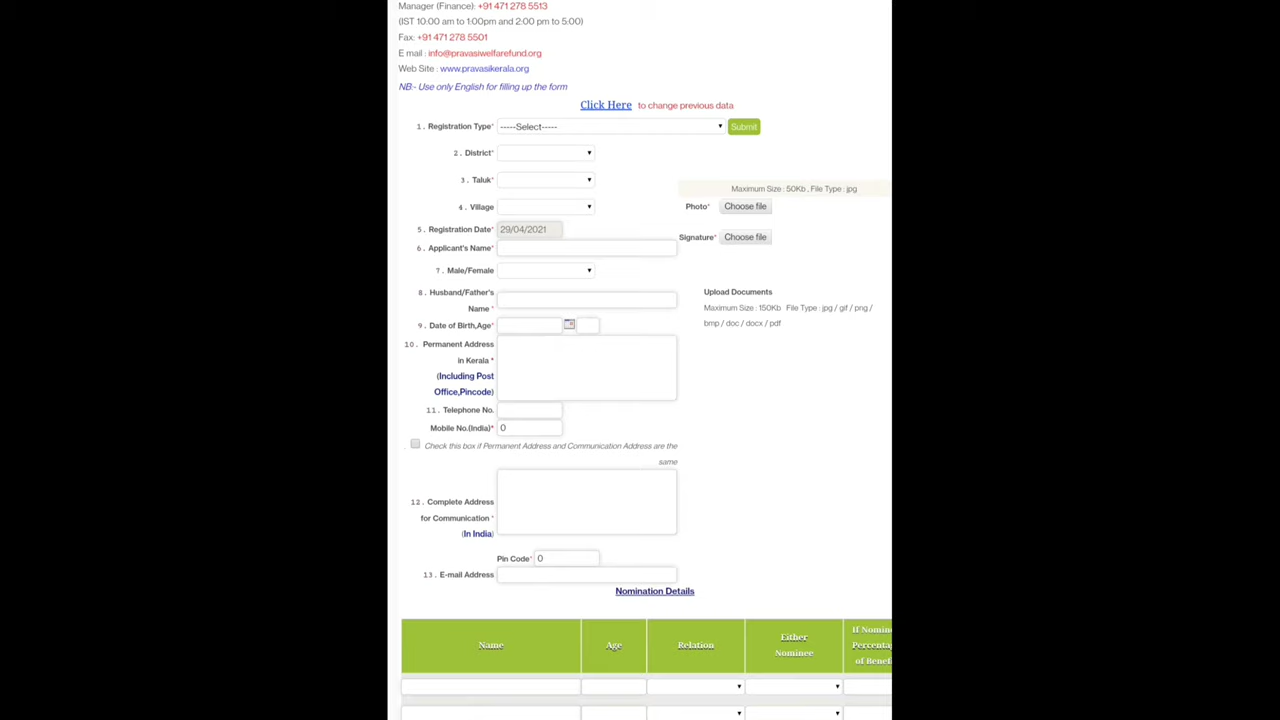 Manager (Finance): +91 471 278 5513
(IST 10:00 am to 1:00pm and 2:00 pm to 5:00)
Fax: +91 471 278 5501
E mail : info@pravasiwelfarefund.org
Web Site : www.pravasikerala.org
NB:- Use only English for filling up the form
Click Here to change previous data
1. Registration Type* -----Select----- Submit
2. District*
3. Taluk*
Maximum Size : 50Kb , File Type : jpg
4. Village
Photo* Choose file
5. Registration Date* 29/04/2021
Signature* Choose file
6. Applicant's Name*
7. Male/Female
8. Husband/Father's
Name *
Upload Documents
Maximum Size : 150Kb File Type : jpg / gif / png /
bmp / doc / docx / pdf
9. Date of Birth,Age*
10. Permanent Address
in Kerala *
(Including Post
Office,Pincode)
11. Telephone No.
Mobile No.(India)* 0
. Check this box if Permanent Address and Communication Address are the
same
12. Complete Address
for Communication *
(In India)
Pin Code* 0
13. E-mail Address
Nomination Details
Name Age Relation Either
Nominee
If Nomin
Percenta
of Benef